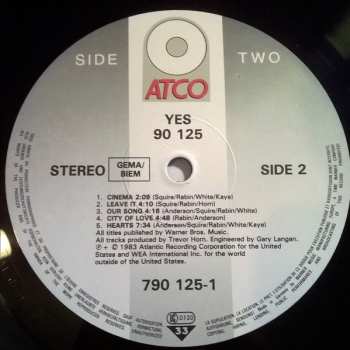 SIDE TWO
ATCO
YES
90 125
STEREO GEMA/ BIEM SIDE 2
1. CINEMA 2:09 (Squire/Rabin/White/Kaye)
2. LEAVE IT 4:10 (Squire/Rabin/Horn)
3. OUR SONG 4:18 (Anderson/Squire/Rabin/White)
4. CITY OF LOVE 4:48 (Rabin/Anderson)
5. HEARTS 7:34 (Anderson/Squire/Rabin/White/Kaye)
All titles published by Warner Bros. Music.
All tracks produced by Trevor Horn. Engineered by Gary Langan.
℗ + © 1983 Atlantic Recording Corporation for the United
States and WEA International Inc. for the world
outside of the United States.
790 125-1
33